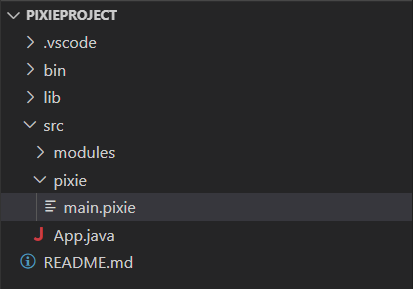 PIXIEPROJECT
.vscode
bin
lib
src
modules
pixie
main.pixie
App.java
README.md